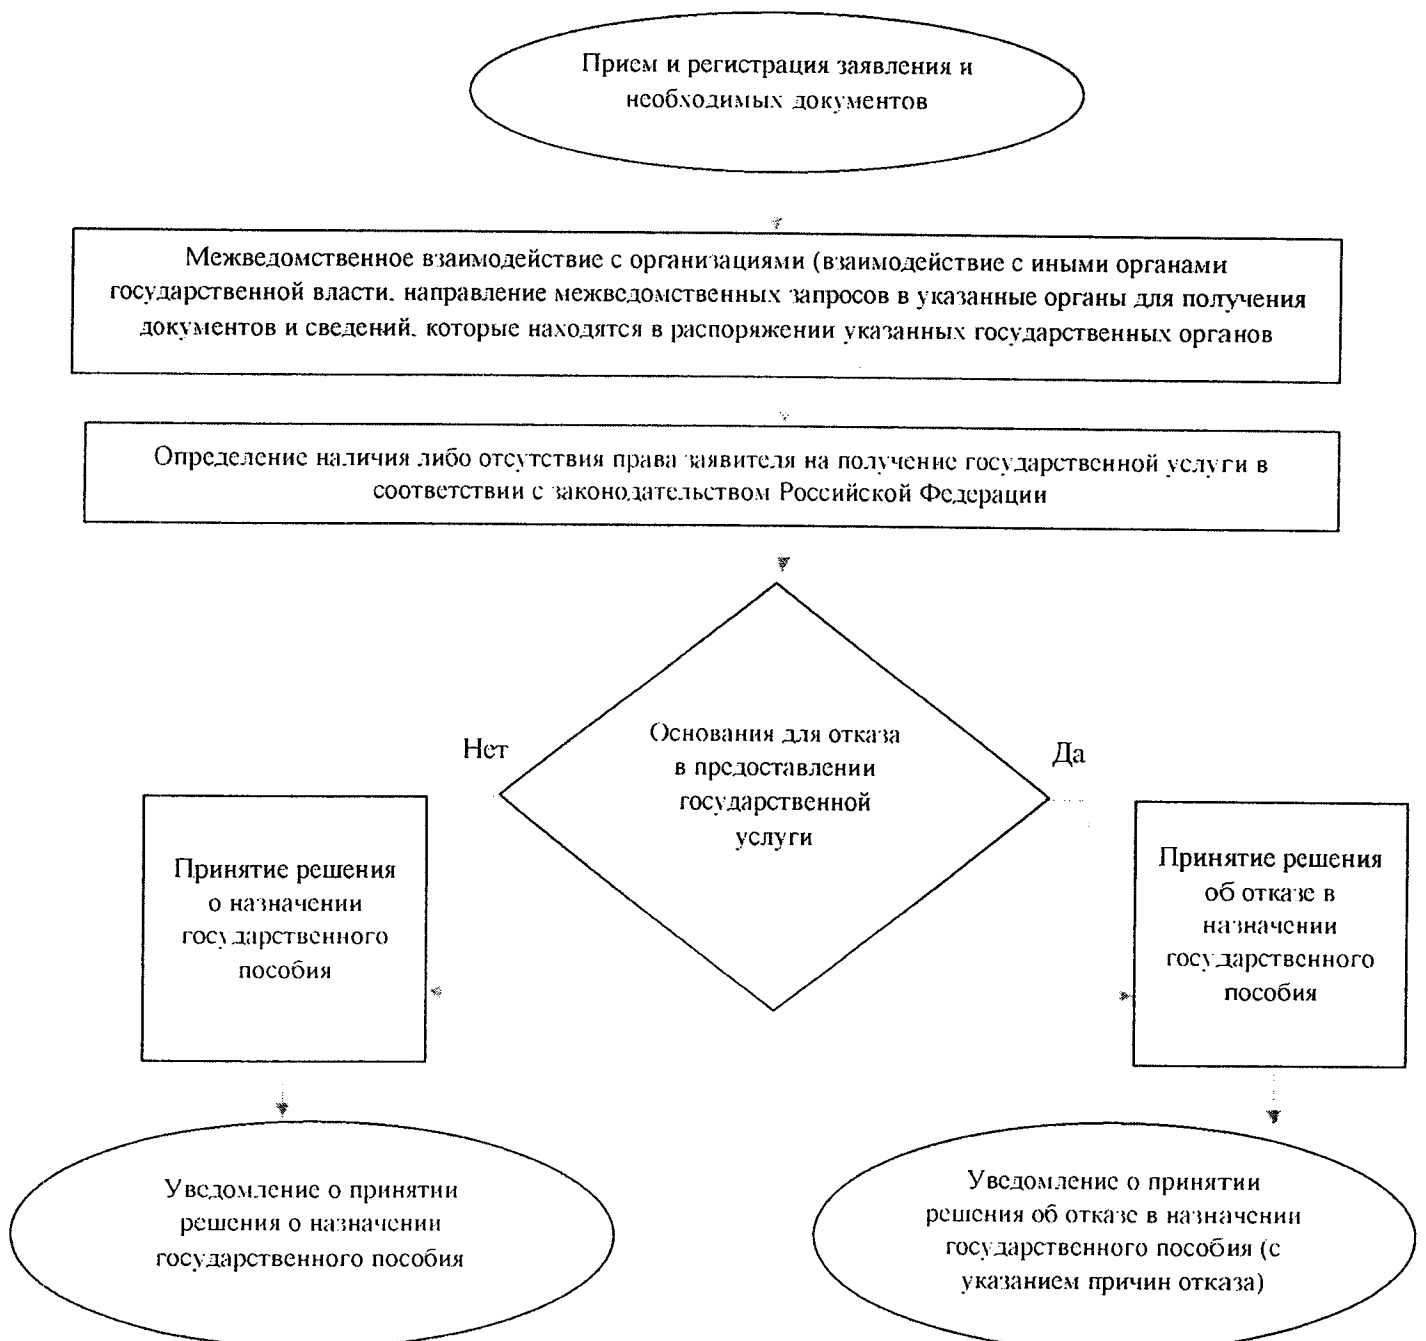 Прием и регистрация заявления и
необходимых документов
Межведомственное взаимодействие с организациями (взаимодействие с иными органами
государственной власти, направление межведомственных запросов в указанные органы для получения
документов и сведений, которые находятся в распоряжении указанных государственных органов
Определение наличия либо отсутствия права заявителя на получение государственной услуги в
соответствии с законодательством Российской Федерации
Основания для отказа
в предоставлении
государственной
услуги
Нет
Да
Принятие решения
о назначении
государственного
пособия
Принятие решения
об отказе в
назначении
государственного
пособия
Уведомление о принятии
решения о назначении
государственного пособия
Уведомление о принятии
решения об отказе в назначении
государственного пособия (с
указанием причин отказа)